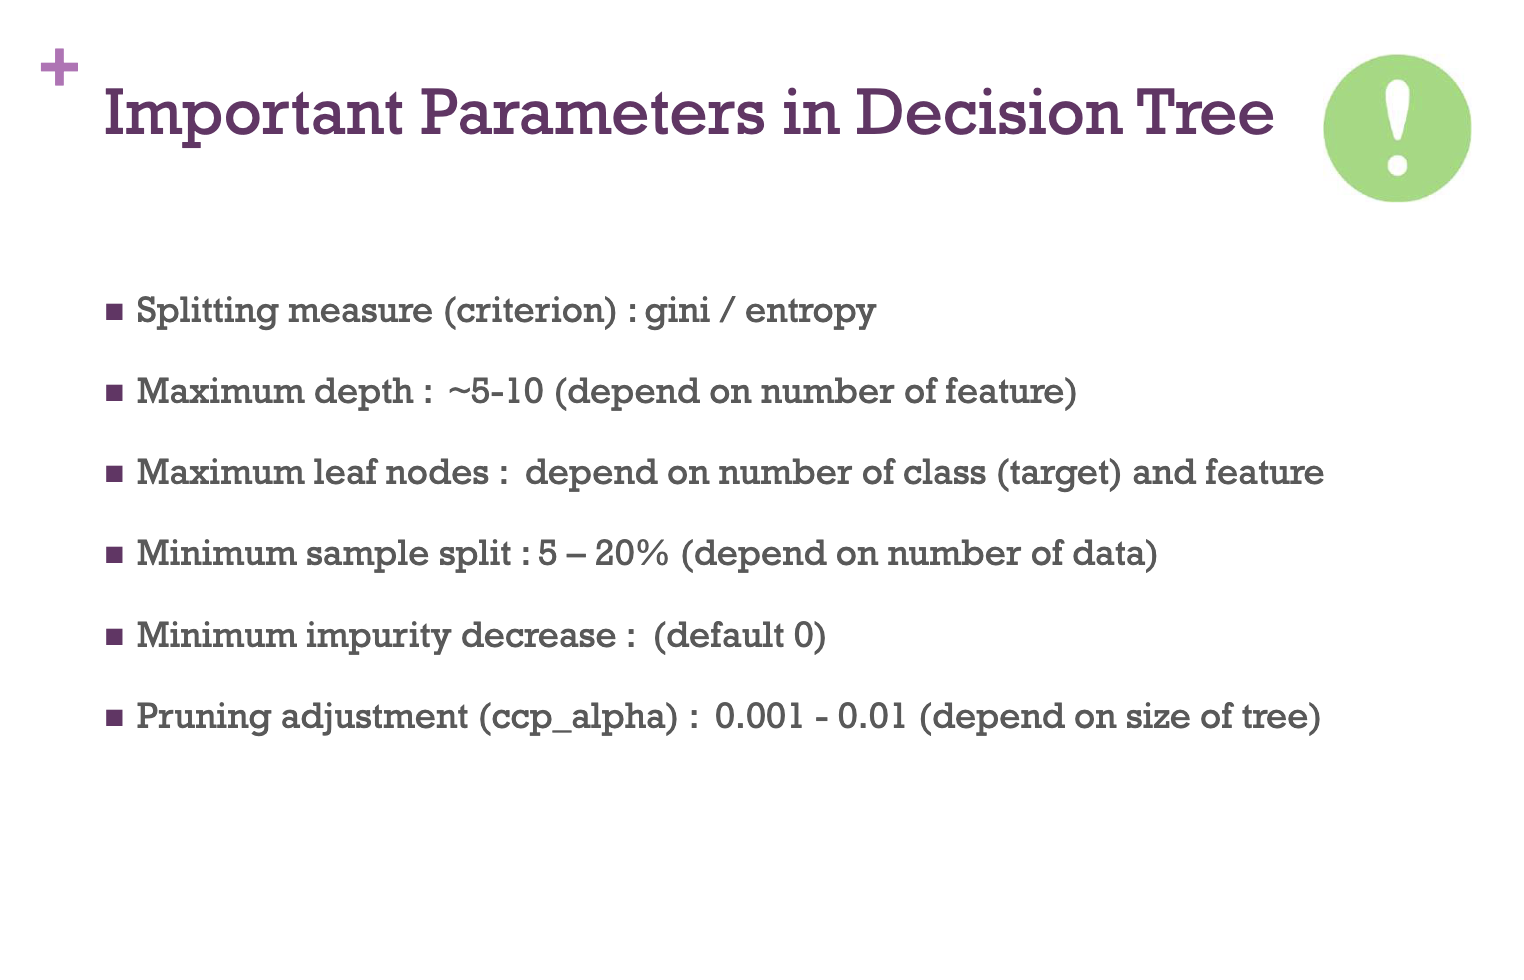 Important Parameters in Decision Tree
Splitting measure (criterion) : gini / entropy
Maximum depth : ~5-10 (depend on number of feature)
Maximum leaf nodes : depend on number of class (target) and feature
Minimum sample split : 5 – 20% (depend on number of data)
Minimum impurity decrease : (default 0)
Pruning adjustment (ccp_alpha) : 0.001 - 0.01 (depend on size of tree)